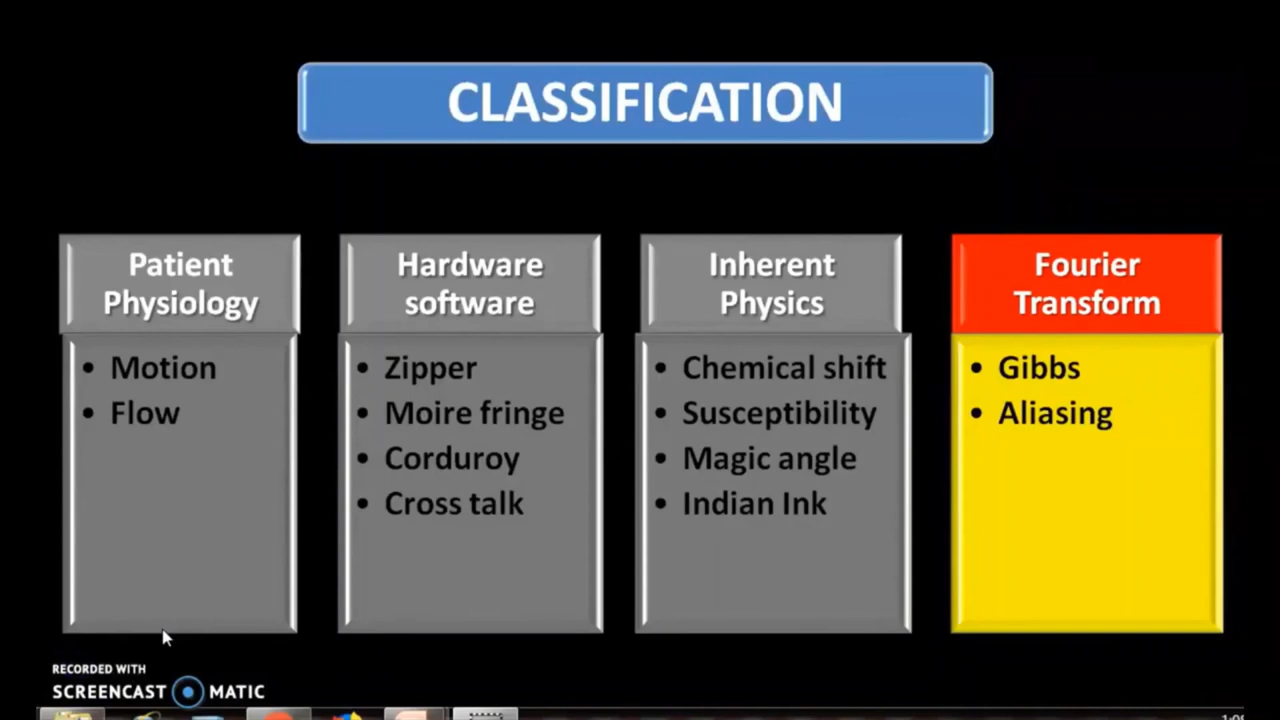 CLASSIFICATION
Patient
Physiology
• Motion
• Flow
Hardware
software
• Zipper
• Moire fringe
• Corduroy
• Cross talk
Inherent
Physics
• Chemical shift
• Susceptibility
• Magic angle
• Indian Ink
Fourier
Transform
• Gibbs
• Aliasing
RECORDED WITH
SCREENCAST MATIC